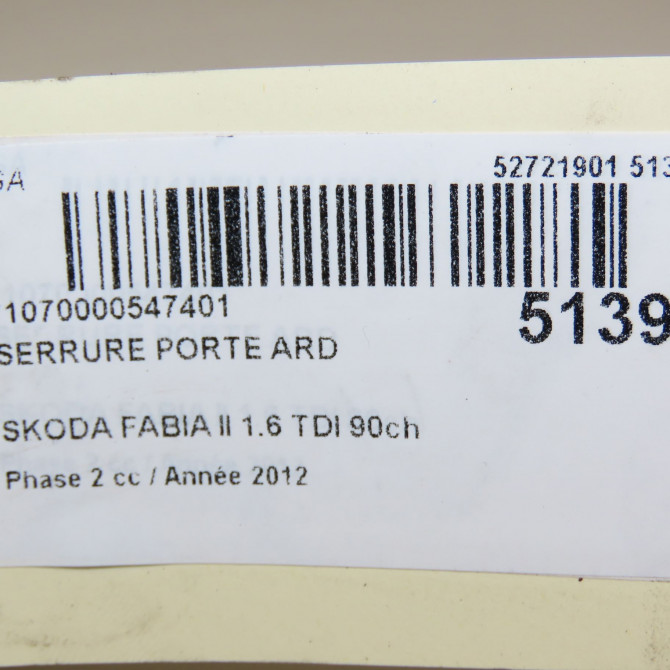 52721901 513
1070000547401
5139
SERRURE PORTE ARD
SKODA FABIA II 1.6 TDI 90ch
Phase 2 cc / Année 2012